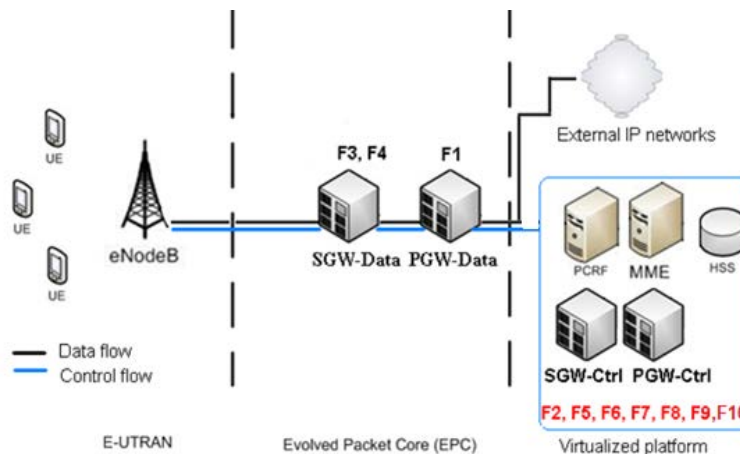 UE
UE
UE
eNodeB
F3, F4
F1
SGW-Data PGW-Data
External IP networks
PCRF
MME
HSS
SGW-Ctrl PGW-Ctrl
F2, F5, F6, F7, F8, F9,F10
Data flow
Control flow
E-UTRAN
Evolved Packet Core (EPC)
Virtualized platform